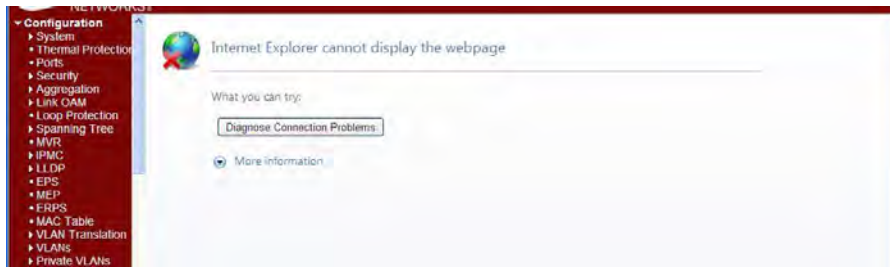 NETWORKS
Configuration
System
Thermal Protection
Ports
Security
Aggregation
Link OAM
Loop Protection
Spanning Tree
MVR
IPMC
LLDP
EPS
MEP
ERPS
MAC Table
VLAN Translation
VLANs
Private VLANs
Internet Explorer cannot display the webpage
What you can try:
Diagnose Connection Problems
More information